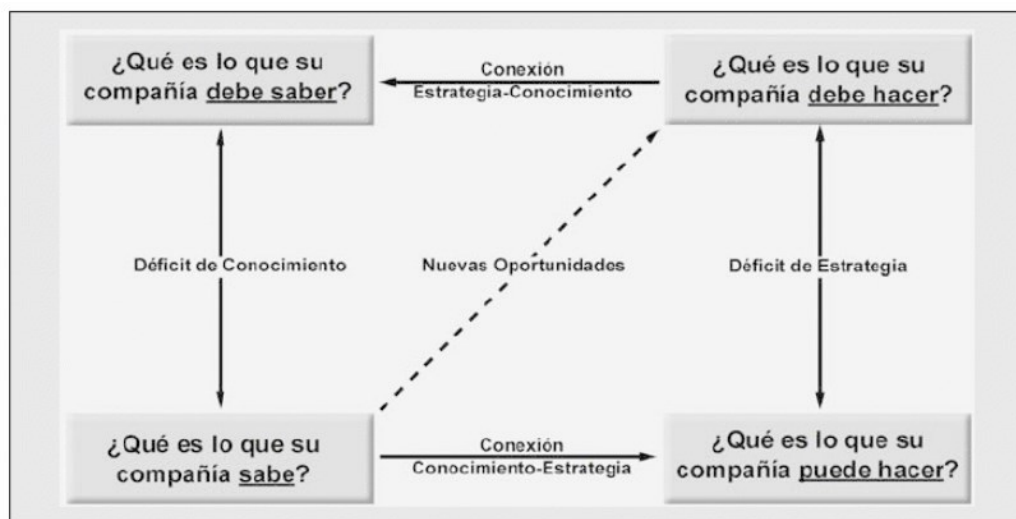 ¿Qué es lo que su
compañía debe saber?
Conexión
Estrategia-Conocimiento
¿Qué es lo que su
compañía debe hacer?
Déficit de Conocimiento
Nuevas Oportunidades
Déficit de Estrategia
¿Qué es lo que su
compañía sabe?
Conexión
Conocimiento-Estrategia
¿Qué es lo que su
compañía puede hacer?